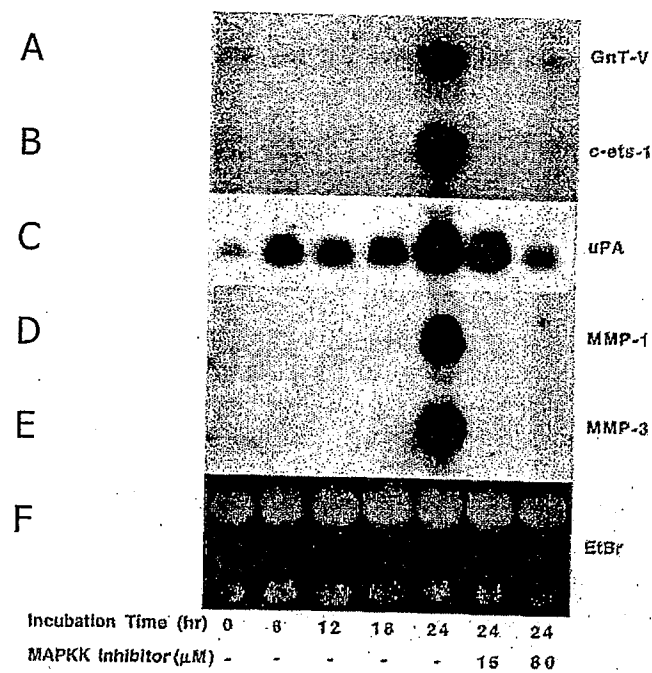 A GnT-V
B c-ets-1
C uPA
D MMP-1
E MMP-3
F EtBr
Incubation Time (hr) 0 6 12 18 24 24 24
MAPKK Inhibitor (μM) - - - - - 15 80